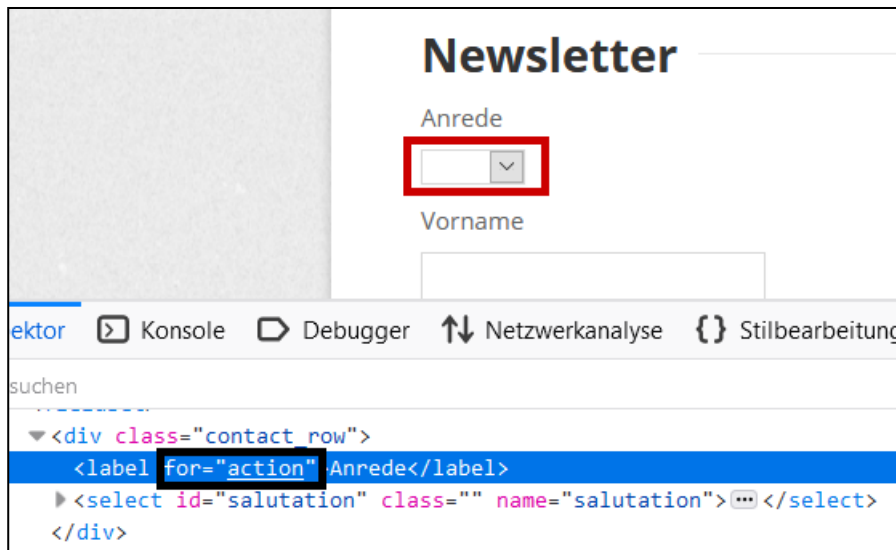 Newsletter
Anrede
Vorname
ektor Konsole Debugger Netzwerkanalyse {} Stilbearbeitung
suchen
<div class="contact_row">
<label for="action">Anrede</label>
<select id="salutation" class="" name="salutation">…</select>
</div>